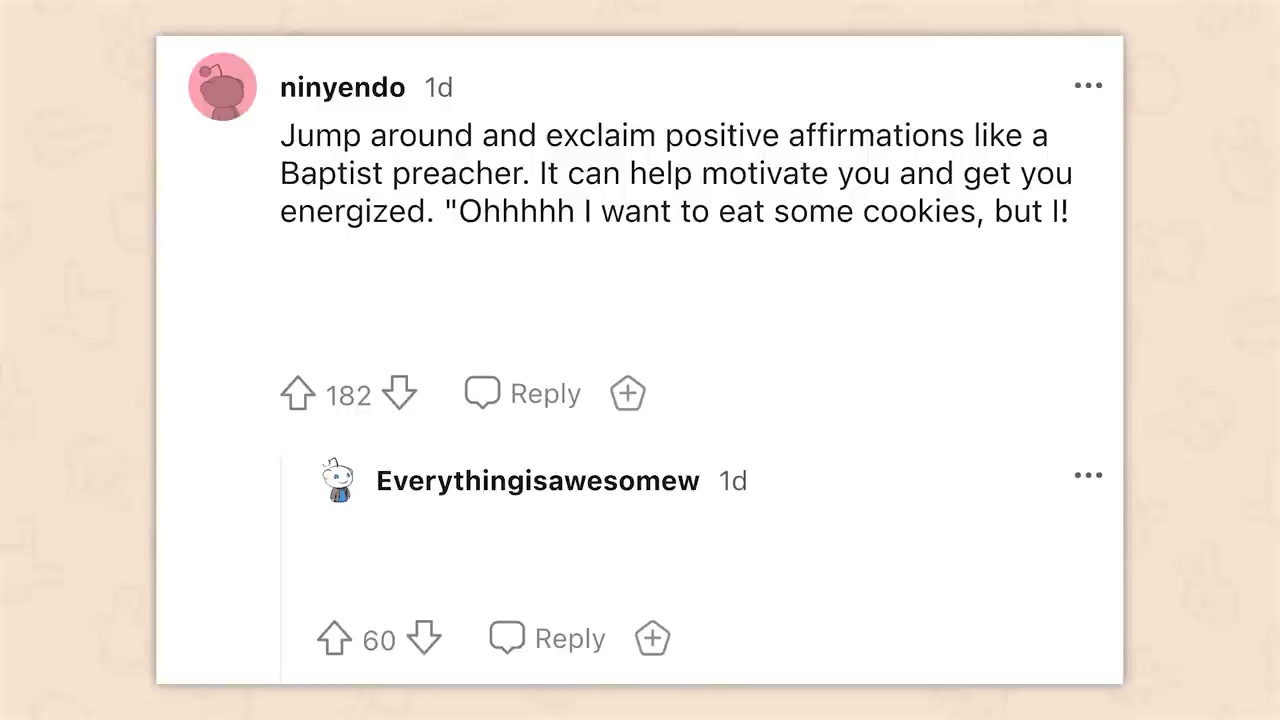 ninyendo 1d
Jump around and exclaim positive affirmations like a
Baptist preacher. It can help motivate you and get you
energized. "Ohhhhh I want to eat some cookies, but I!
182 Reply
Everythingisawesomew 1d
60 Reply